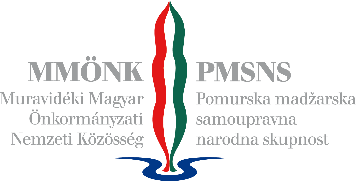 MMÖNK
Muravidéki Magyar
Önkormányzati
Nemzeti Közösség
PMSNS
Pomurska madžarska
samoupravna
narodna skupnost